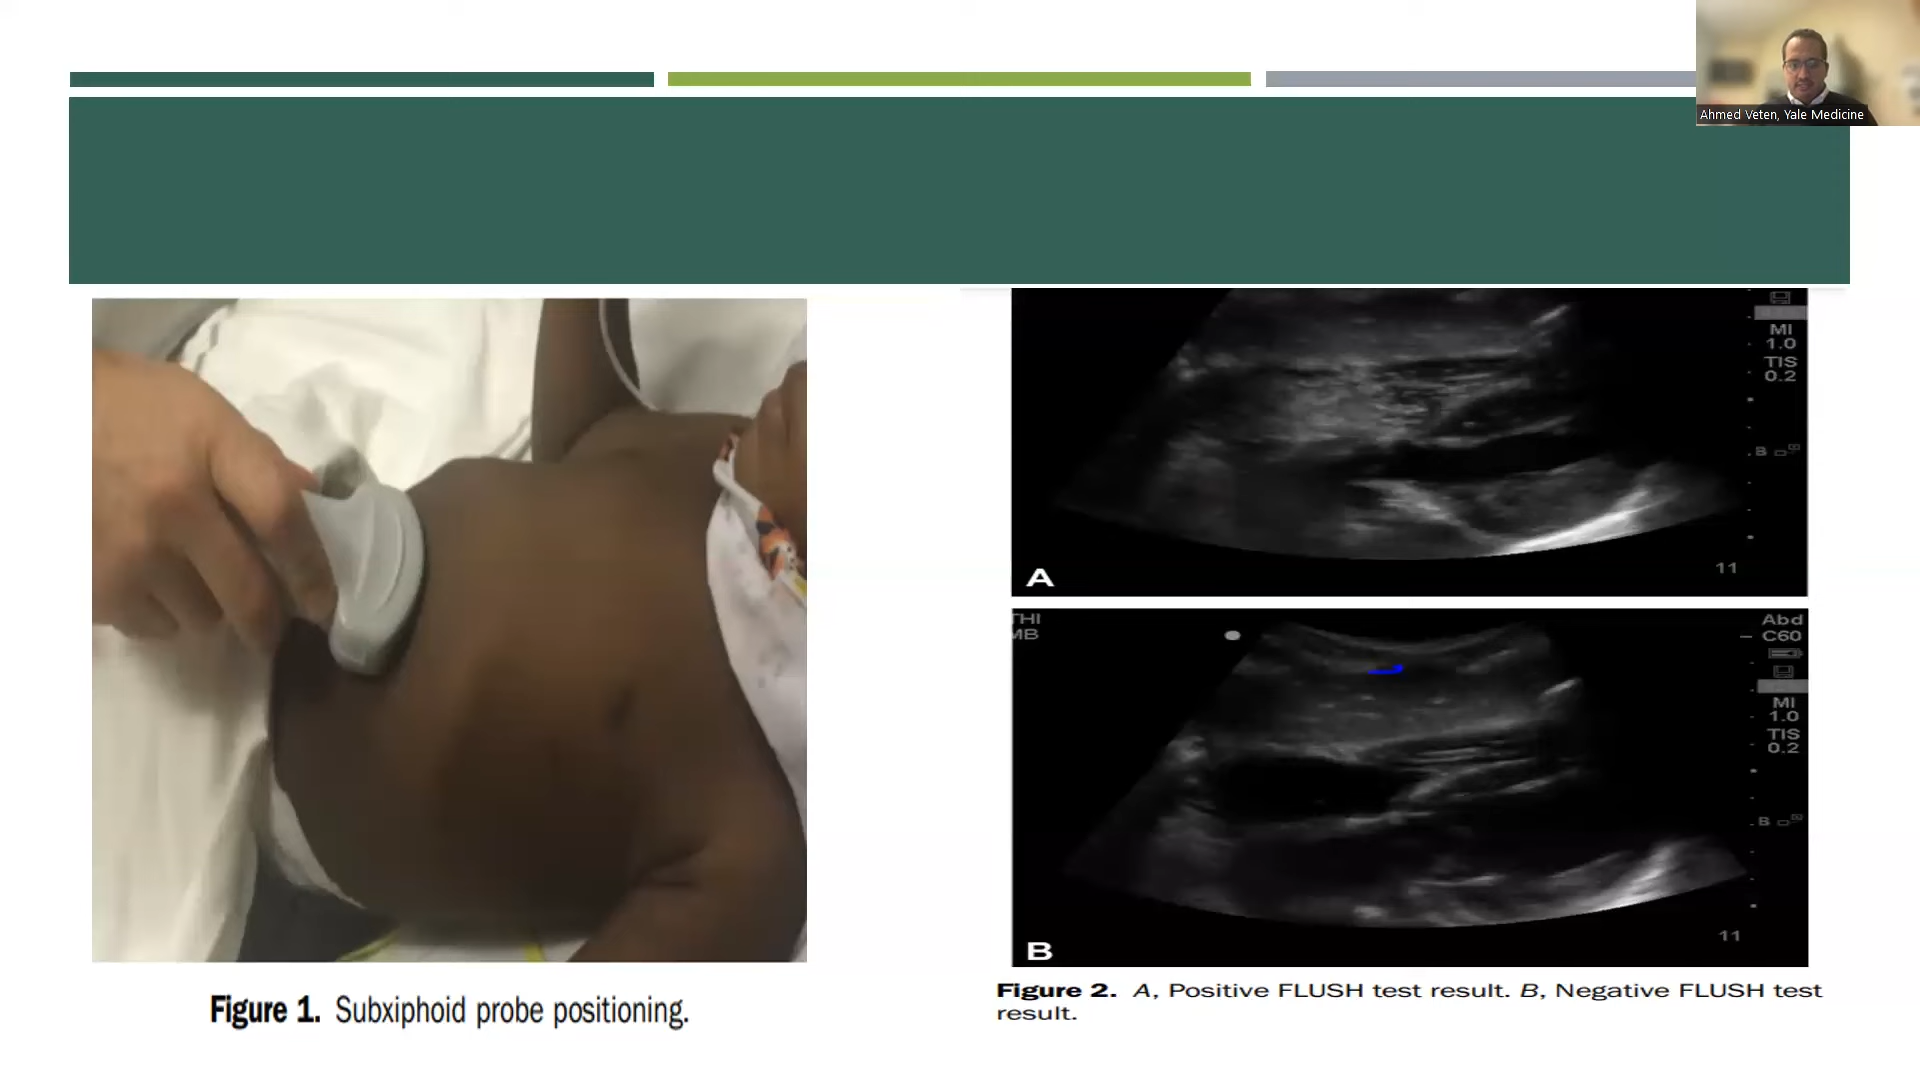 Ahmed Veten, Yale Medicine
MI
1.0
TIS
0.2
B
11
A
THI
MB
Abd
C60
MI
1.0
TIS
0.2
B
11
B
Figure 1. Subxiphoid probe positioning.
Figure 2. A, Positive FLUSH test result. B, Negative FLUSH test
result.